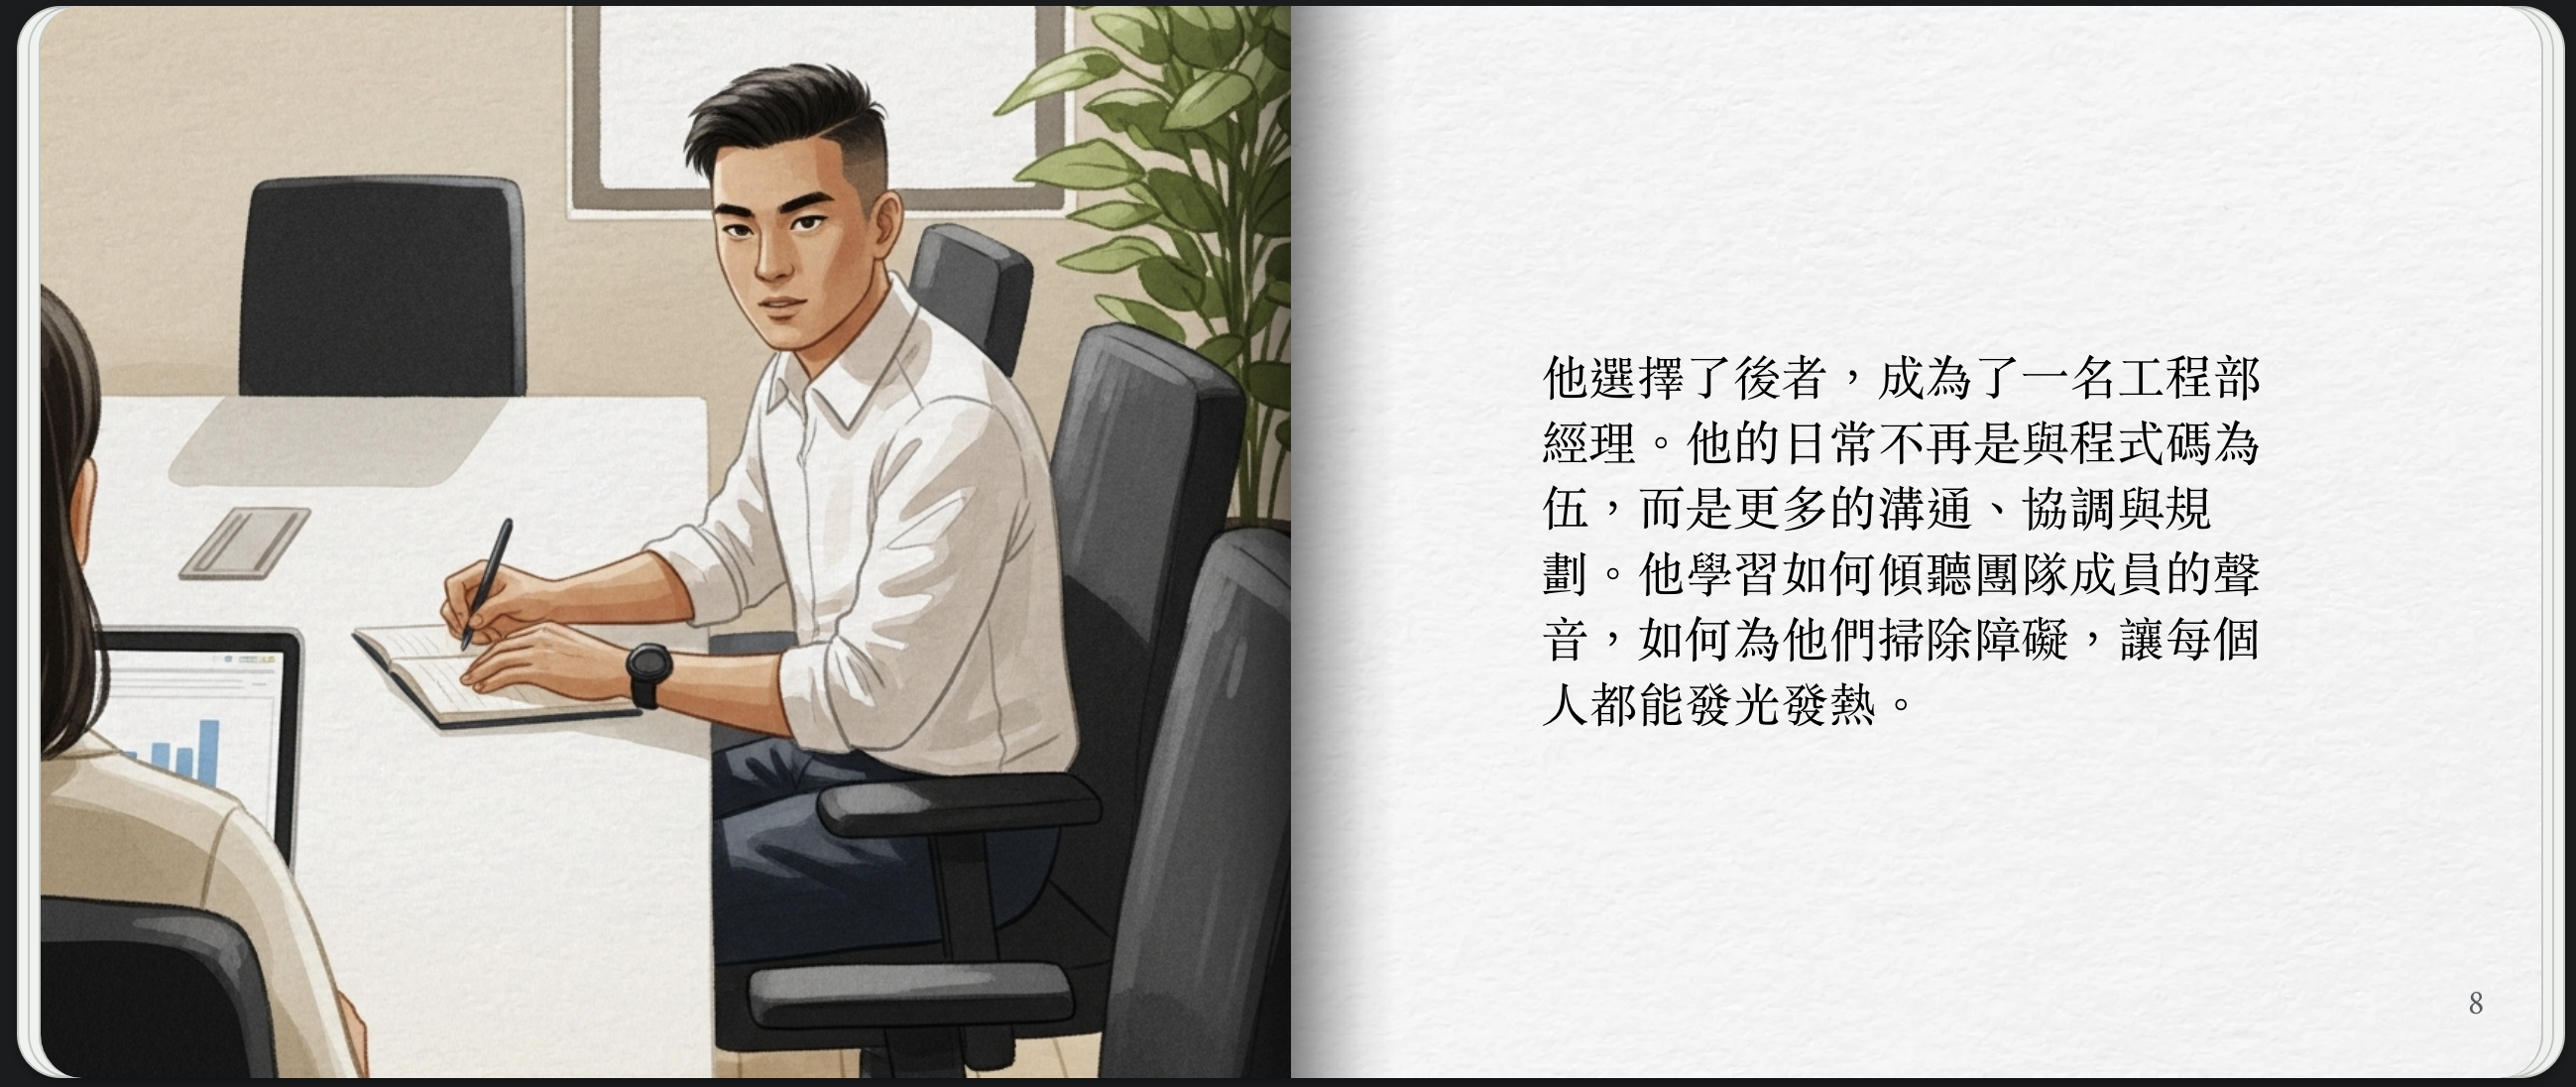 他選擇了後者，成為了一名工程部
經理。他的日常不再是與程式碼為
伍，而是更多的溝通、協調與規
劃。他學習如何傾聽團隊成員的聲
音，如何為他們掃除障礙，讓每個
人都能發光發熱。
8